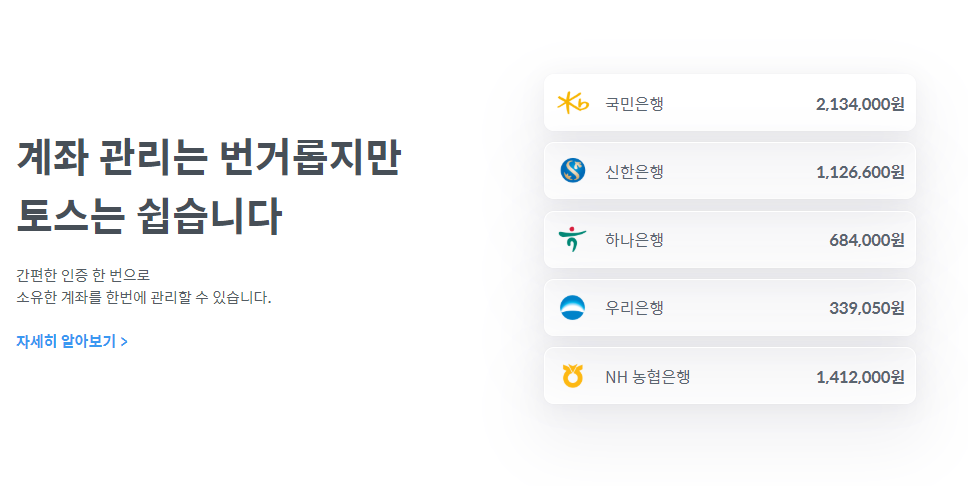 계좌 관리는 번거롭지만
토스는 쉽습니다
간편한 인증 한 번으로
소유한 계좌를 한번에 관리할 수 있습니다.
자세히 알아보기 >
국민은행 2,134,000원
신한은행 1,126,600원
하나은행 684,000원
우리은행 339,050원
NH 농협은행 1,412,000원